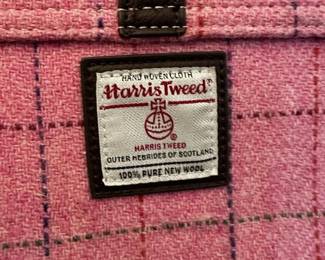 HAND WOVEN CLOTH
Harris Tweed®
®
HARRIS TWEED
OUTER HEBRIDES OF SCOTLAND
100% PURE NEW WOOL